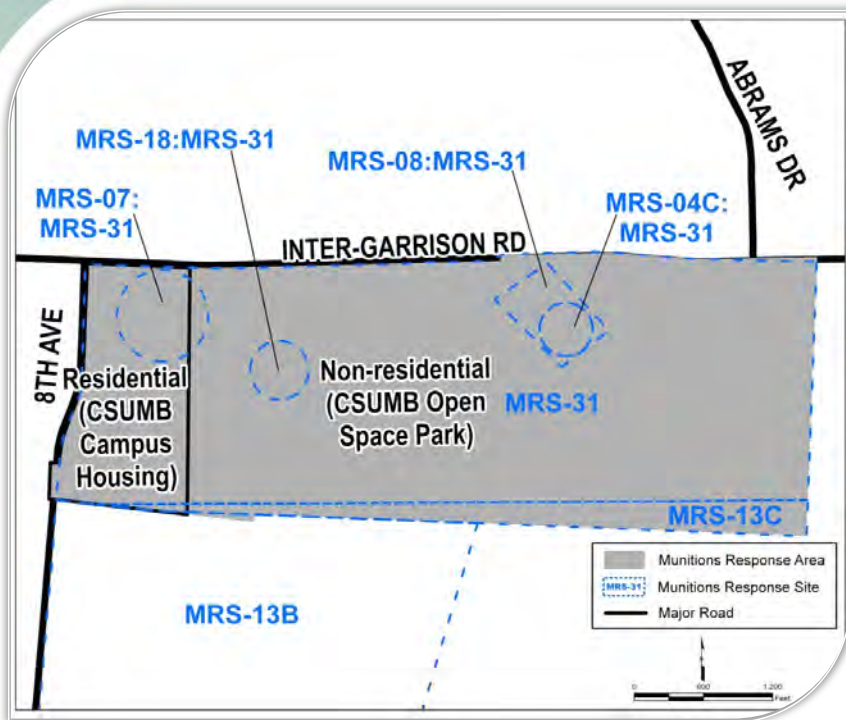 ABRAMS DR
MRS-18:MRS-31
MRS-08:MRS-31
MRS-07:
MRS-31
MRS-04C:
MRS-31
INTER-GARRISON RD
8TH AVE
Residential
(CSUMB
Campus
Housing)
Non-residential
(CSUMB Open
Space Park)
MRS-31
MRS-13C
MRS-13B
Munitions Response Area
MRS-31 Munitions Response Site
Major Road
0 600 1,200
Feet